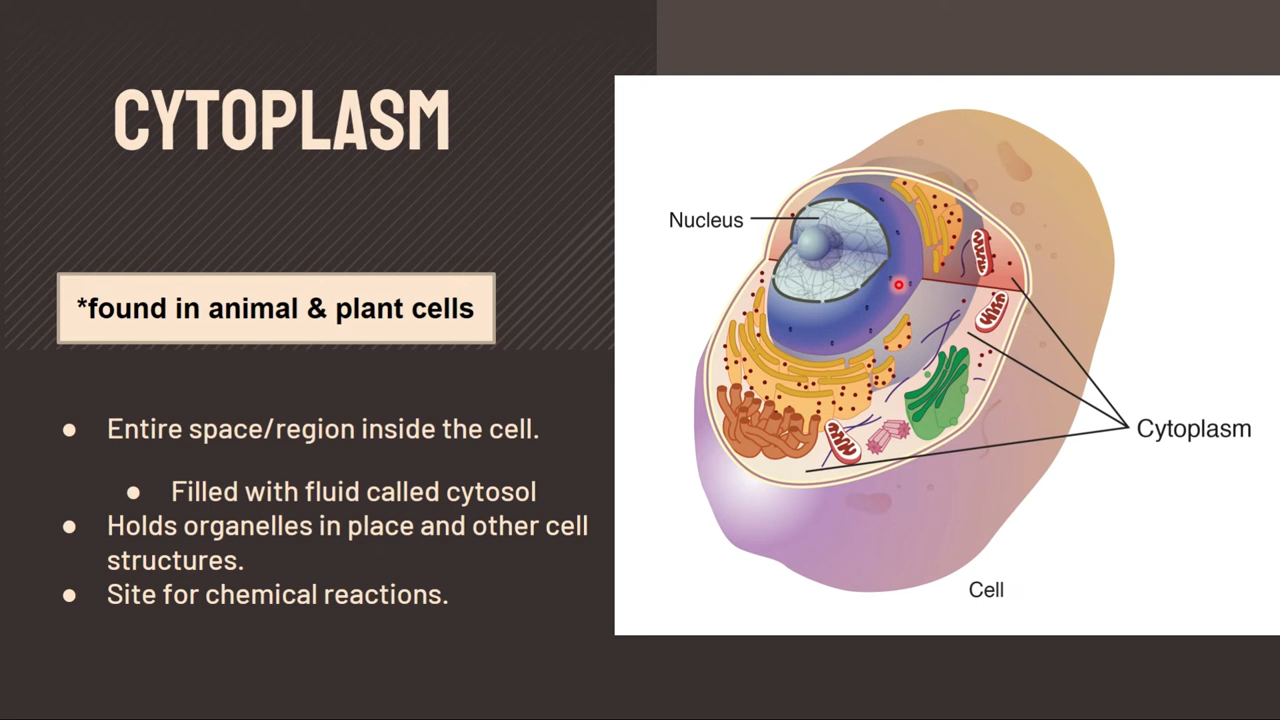 CYTOPLASM
*found in animal & plant cells
● Entire space/region inside the cell.
● Filled with fluid called cytosol
● Holds organelles in place and other cell
structures.
● Site for chemical reactions.
Nucleus
Cytoplasm
Cell